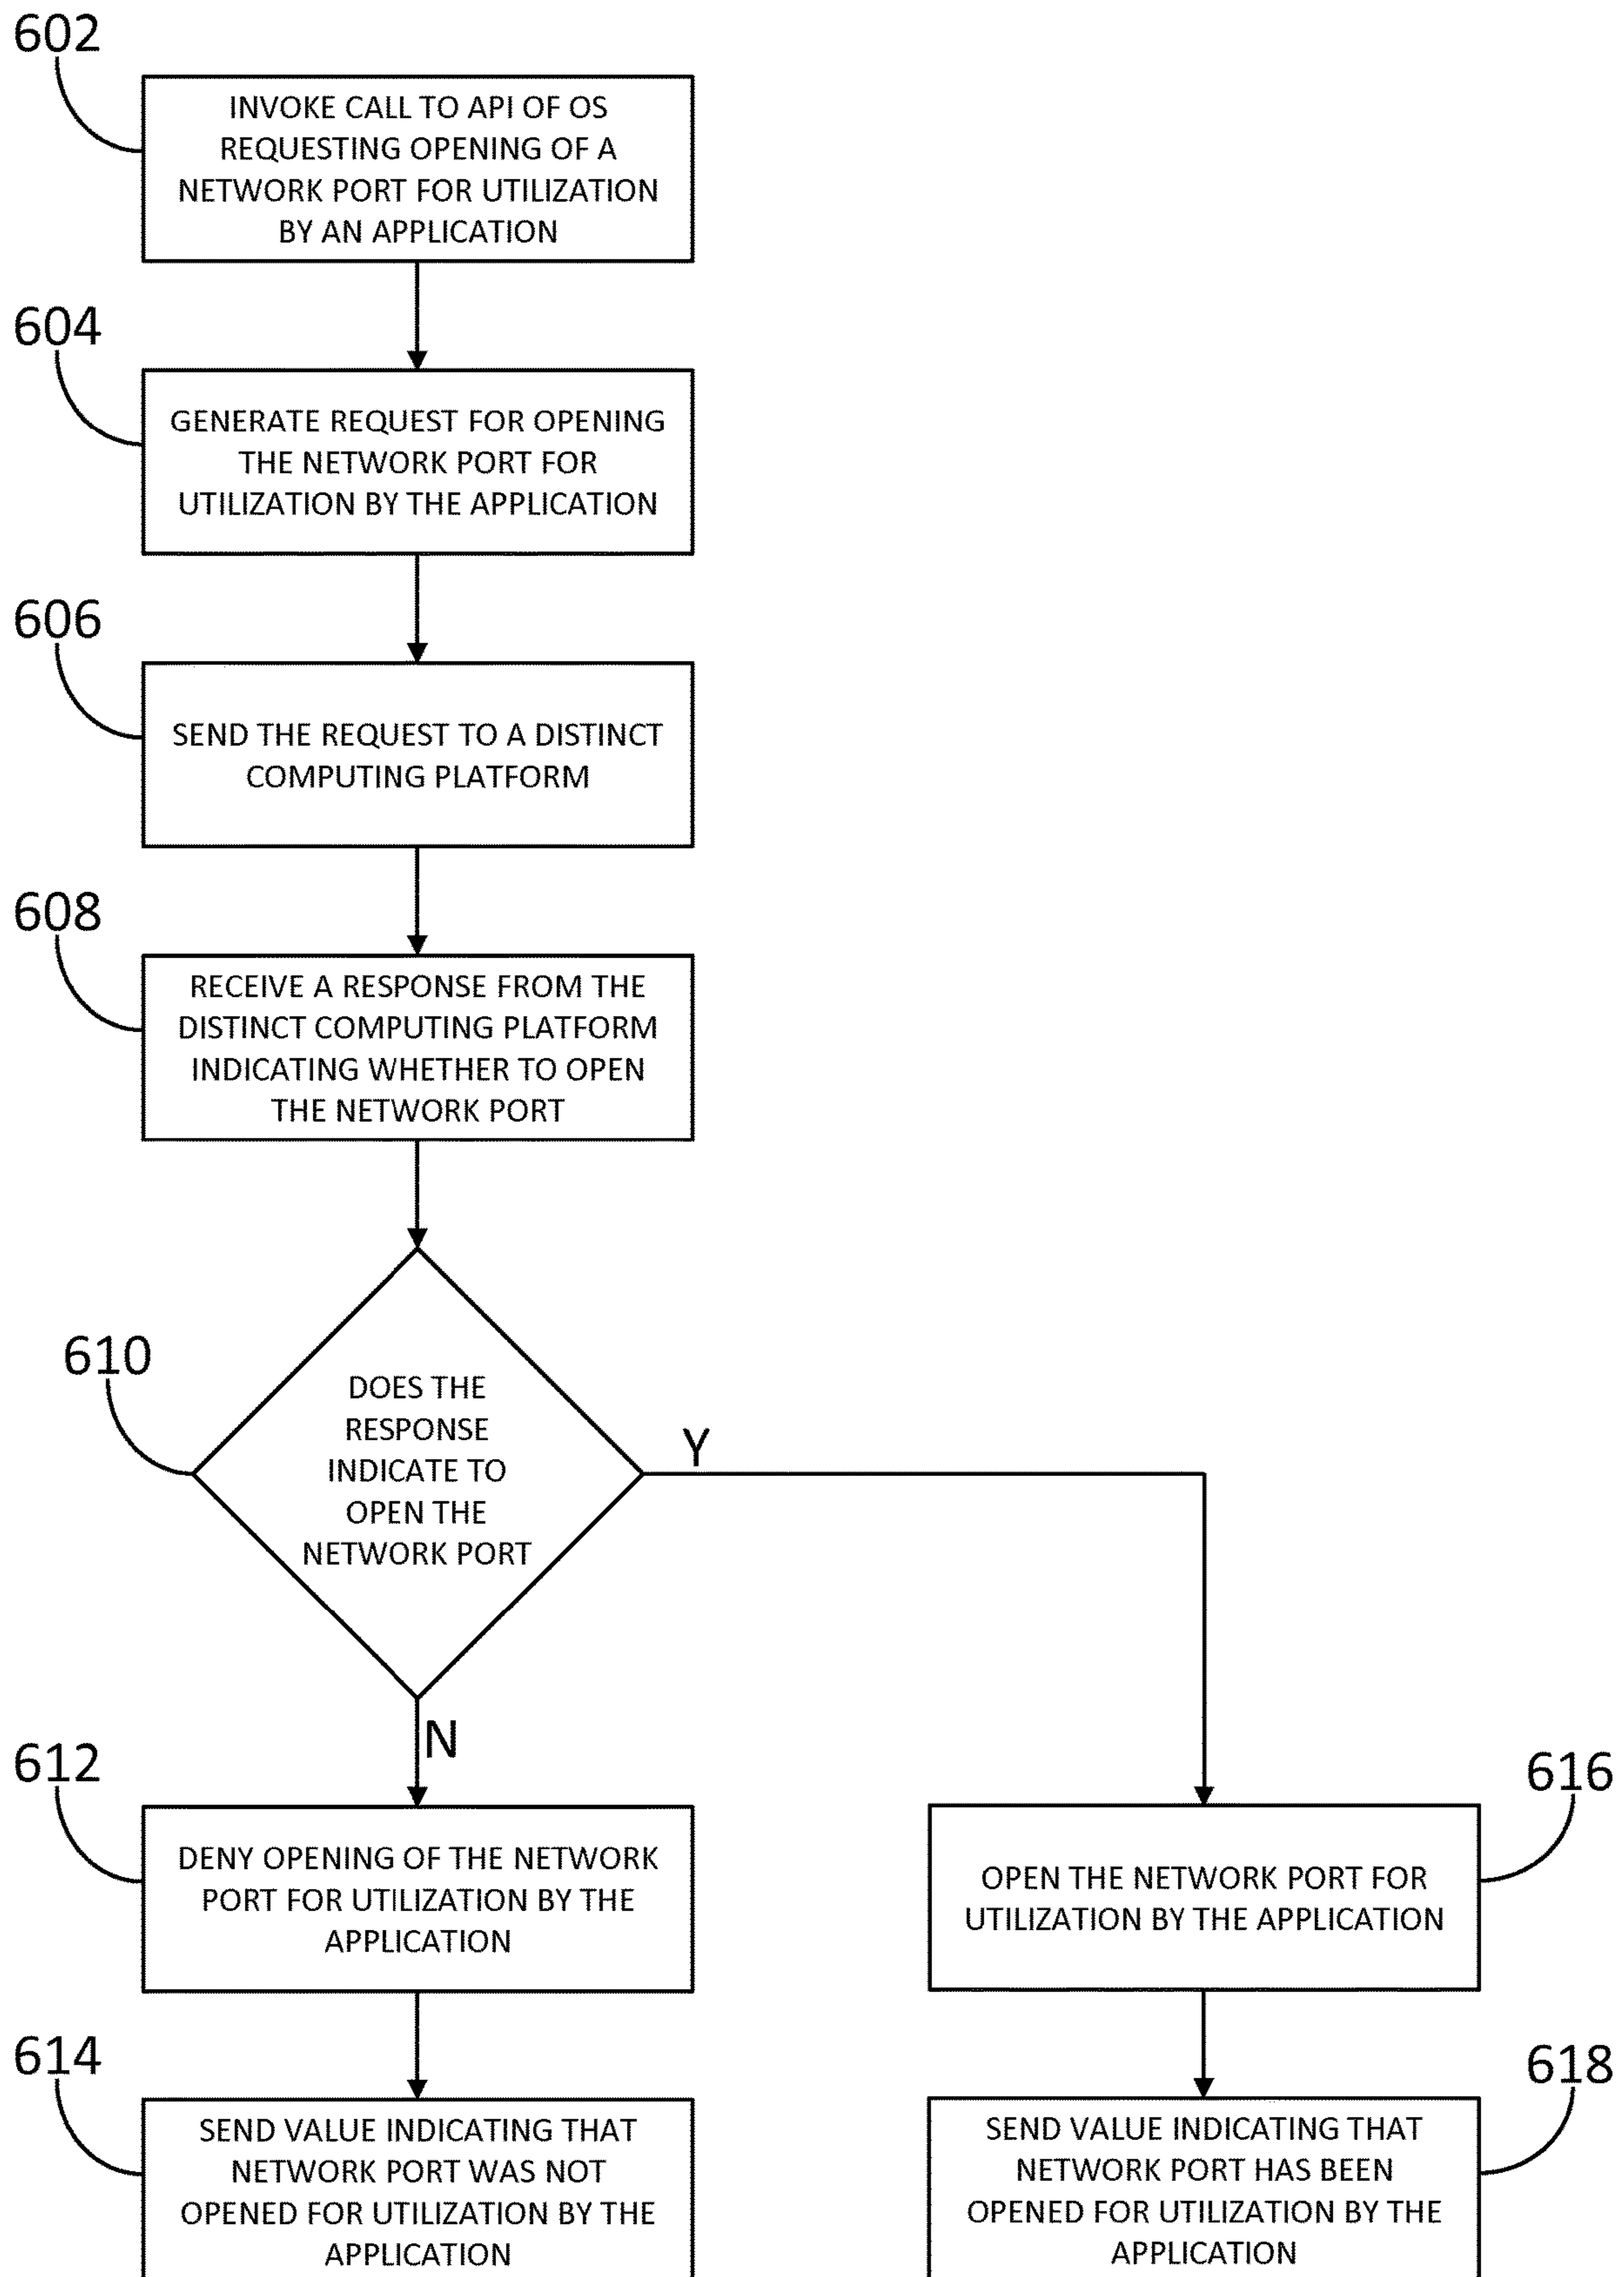 602
INVOKE CALL TO API OF OS
REQUESTING OPENING OF A
NETWORK PORT FOR UTILIZATION
BY AN APPLICATION
604
GENERATE REQUEST FOR OPENING
THE NETWORK PORT FOR
UTILIZATION BY THE APPLICATION
606
SEND THE REQUEST TO A DISTINCT
COMPUTING PLATFORM
608
RECEIVE A RESPONSE FROM THE
DISTINCT COMPUTING PLATFORM
INDICATING WHETHER TO OPEN
THE NETWORK PORT
610
DOES THE
RESPONSE
INDICATE TO
OPEN THE
NETWORK PORT
Y
N
612
DENY OPENING OF THE NETWORK
PORT FOR UTILIZATION BY THE
APPLICATION
616
OPEN THE NETWORK PORT FOR
UTILIZATION BY THE APPLICATION
614
SEND VALUE INDICATING THAT
NETWORK PORT WAS NOT
OPENED FOR UTILIZATION BY THE
APPLICATION
618
SEND VALUE INDICATING THAT
NETWORK PORT HAS BEEN
OPENED FOR UTILIZATION BY THE
APPLICATION